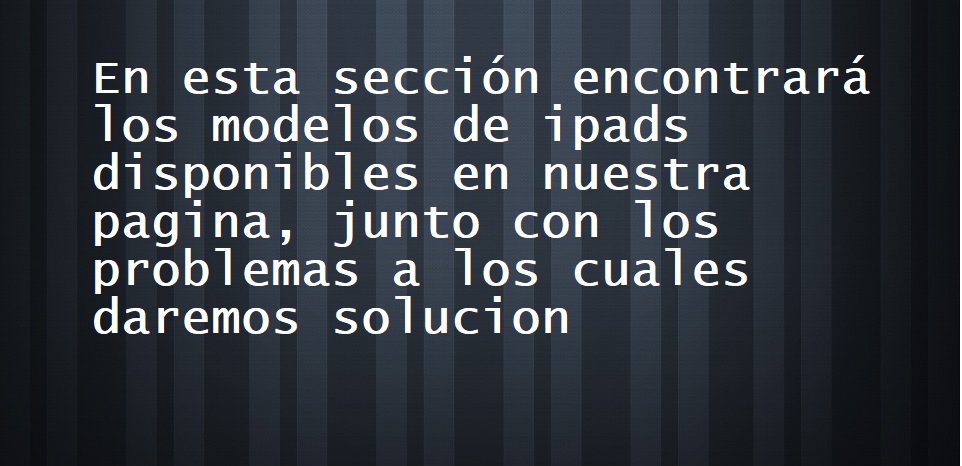 En esta sección encontrará
los modelos de ipads
disponibles en nuestra
pagina, junto con los
problemas a los cuales
daremos solucion